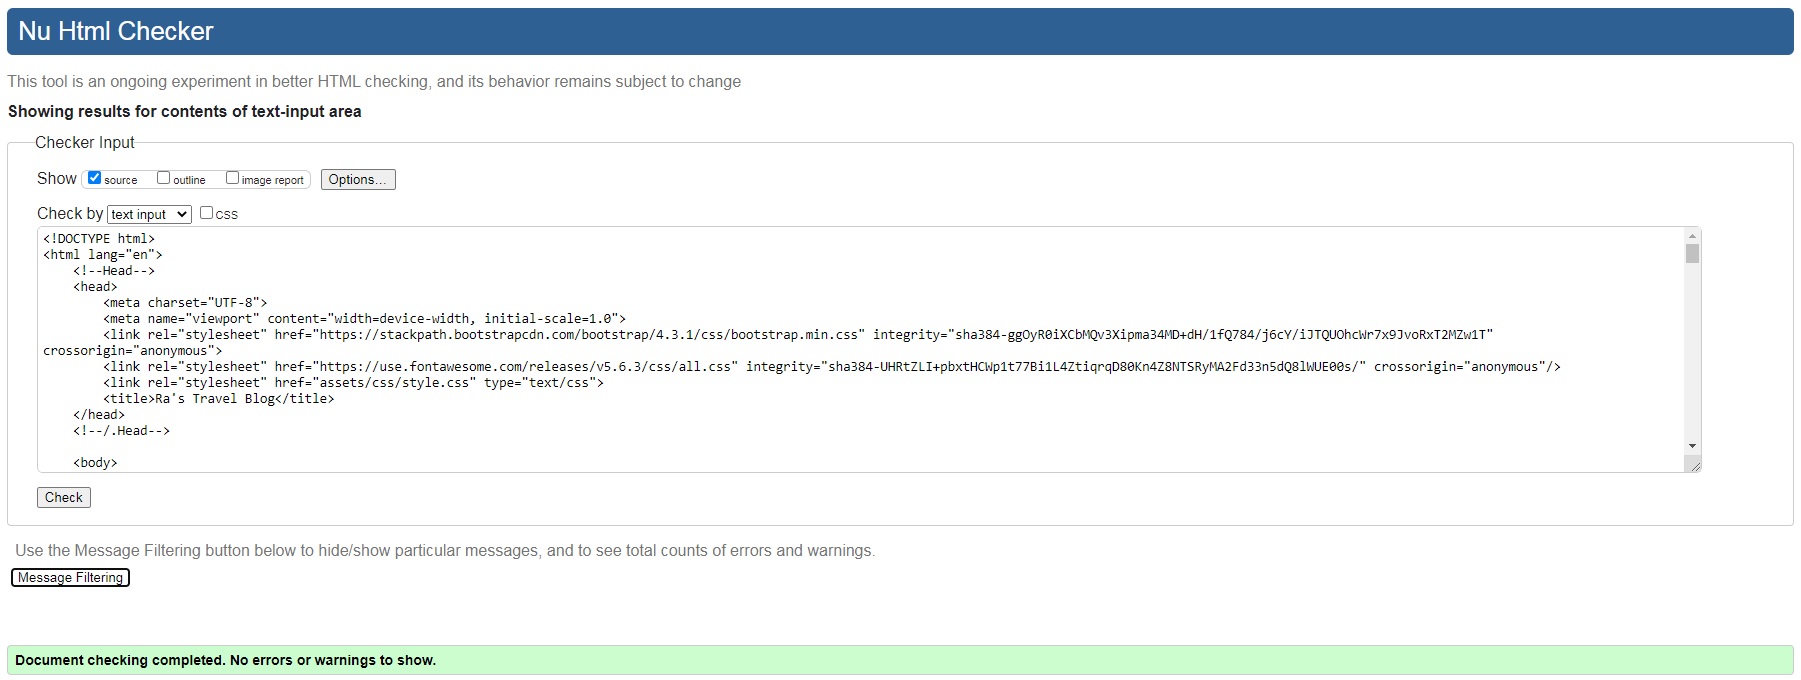 Nu Html Checker
This tool is an ongoing experiment in better HTML checking, and its behavior remains subject to change
Showing results for contents of text-input area
Checker Input
Show source outline image report Options...
Check by text input css
<!DOCTYPE html>
<html lang="en">
<!--Head-->
<head>
<meta charset="UTF-8">
<meta name="viewport" content="width=device-width, initial-scale=1.0">
<link rel="stylesheet" href="https://stackpath.bootstrapcdn.com/bootstrap/4.3.1/css/bootstrap.min.css" integrity="sha384-ggOyR0iXCbMQv3Xipma34MD+dH/1fQ784/j6cY/iJTQUOhcWr7x9JvoRxT2MZw1T"
crossorigin="anonymous">
<link rel="stylesheet" href="https://use.fontawesome.com/releases/v5.6.3/css/all.css" integrity="sha384-UHRtZLI+pbxtHCWp1t77Bi1L4ZtiqrqD80Kn4Z8NTSRyMA2Fd33n5dQ8lWUE00s/" crossorigin="anonymous"/>
<link rel="stylesheet" href="assets/css/style.css" type="text/css">
<title>Ra's Travel Blog</title>
</head>
<!--/.Head-->
<body>
Check
Use the Message Filtering button below to hide/show particular messages, and to see total counts of errors and warnings.
Message Filtering
Document checking completed. No errors or warnings to show.